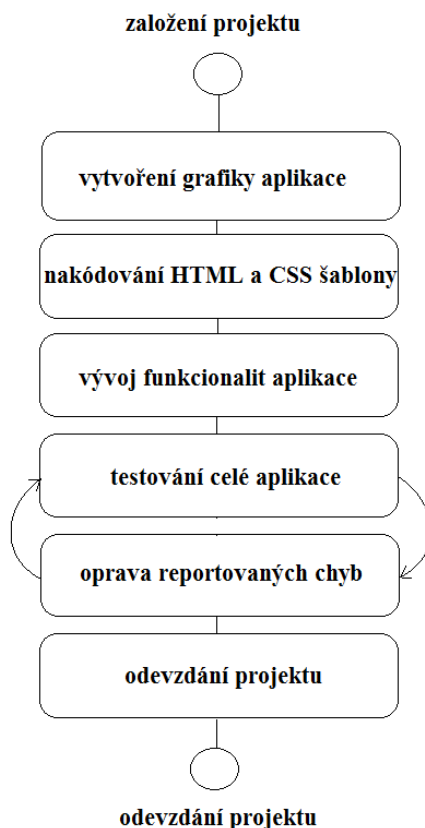 založení projektu
vytvoření grafiky aplikace
nakódování HTML a CSS šablony
vývoj funkcionalit aplikace
testování celé aplikace
oprava reportovaných chyb
odevzdání projektu
odevzdání projektu